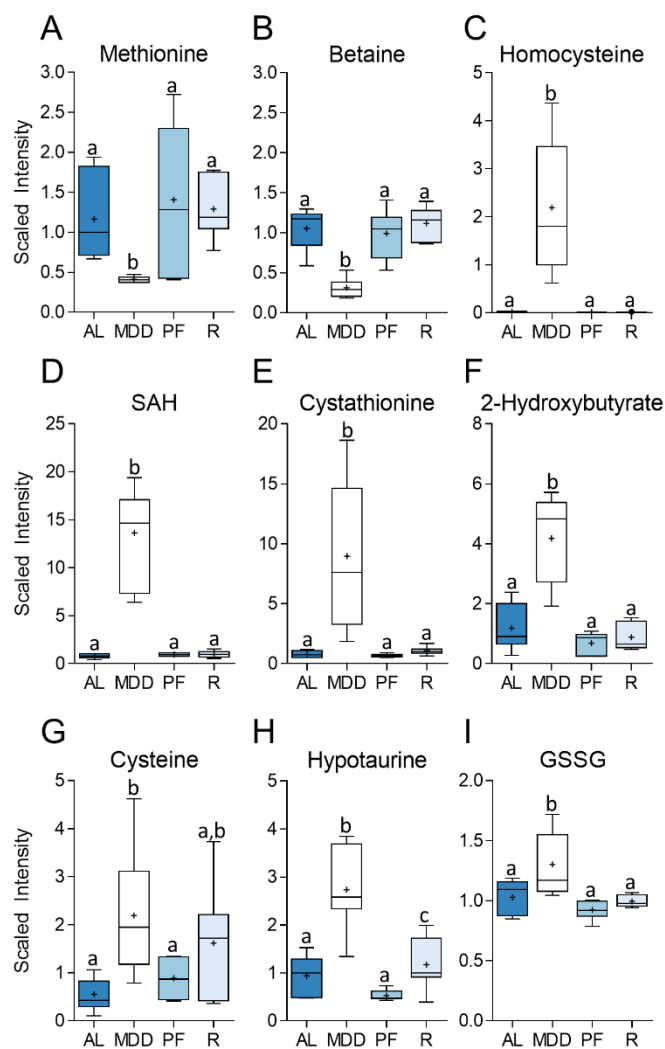 A B C
Methionine Betaine Homocysteine
Scaled Intensity
3.0 3.0 5
2.5 2.5 4
2.0 2.0 3
1.5 1.5 2
1.0 1.0 1
0.5 0.5
0.0 0.0 0
a b a a
a b a a
a b a a
AL MDD PF R AL MDD PF R AL MDD PF R
D E F
SAH Cystathionine 2-Hydroxybutyrate
Scaled Intensity
25 20 8
20 15 6
15 10 4
10 5 2
5
0 0 0
a b a a
a b a a
a b a a
AL MDD PF R AL MDD PF R AL MDD PF R
G H I
Cysteine Hypotaurine GSSG
Scaled Intensity
5 5 2.0
4 4 1.5
3 3 1.0
2 2 0.5
1 1
0 0 0.0
a b a a,b
a b a c
a b a a
AL MDD PF R AL MDD PF R AL MDD PF R